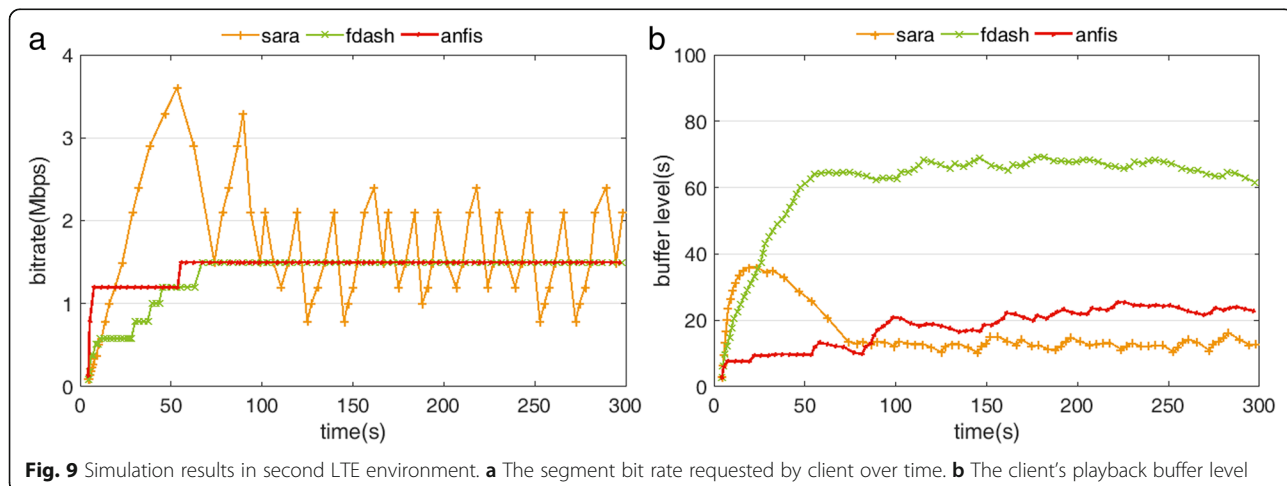 a
sara fdash anfis
4
3
2
1
0
bitrate(Mbps)
0 50 100 150 200 250 300
time(s)
b
sara fdash anfis
100
80
60
40
20
0
buffer level(s)
0 50 100 150 200 250 300
time(s)
Fig. 9 Simulation results in second LTE environment. a The segment bit rate requested by client over time. b The client's playback buffer level